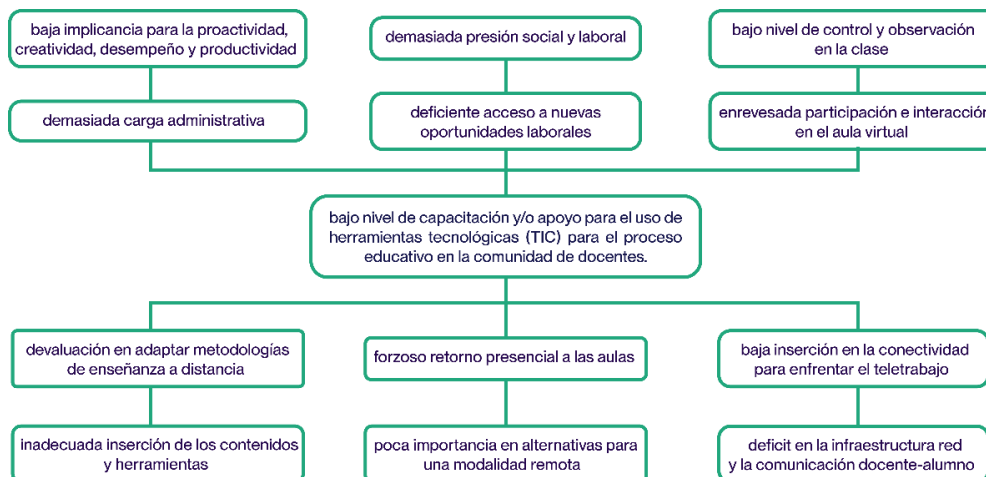 baja implicancia para la proactividad,
creatividad, desempeño y productividad
demasiada presión social y laboral
bajo nivel de control y observación
en la clase
demasiada carga administrativa
deficiente acceso a nuevas
oportunidades laborales
enrevesada participación e interacción
en el aula virtual
bajo nivel de capacitación y/o apoyo para el uso de
herramientas tecnológicas (TIC) para el proceso
educativo en la comunidad de docentes.
devaluación en adaptar metodologías
de enseñanza a distancia
forzoso retorno presencial a las aulas
baja inserción en la conectividad
para enfrentar el teletrabajo
inadecuada inserción de los contenidos
y herramientas
poca importancia en alternativas para
una modalidad remota
deficit en la infraestructura red
y la comunicación docente-alumno